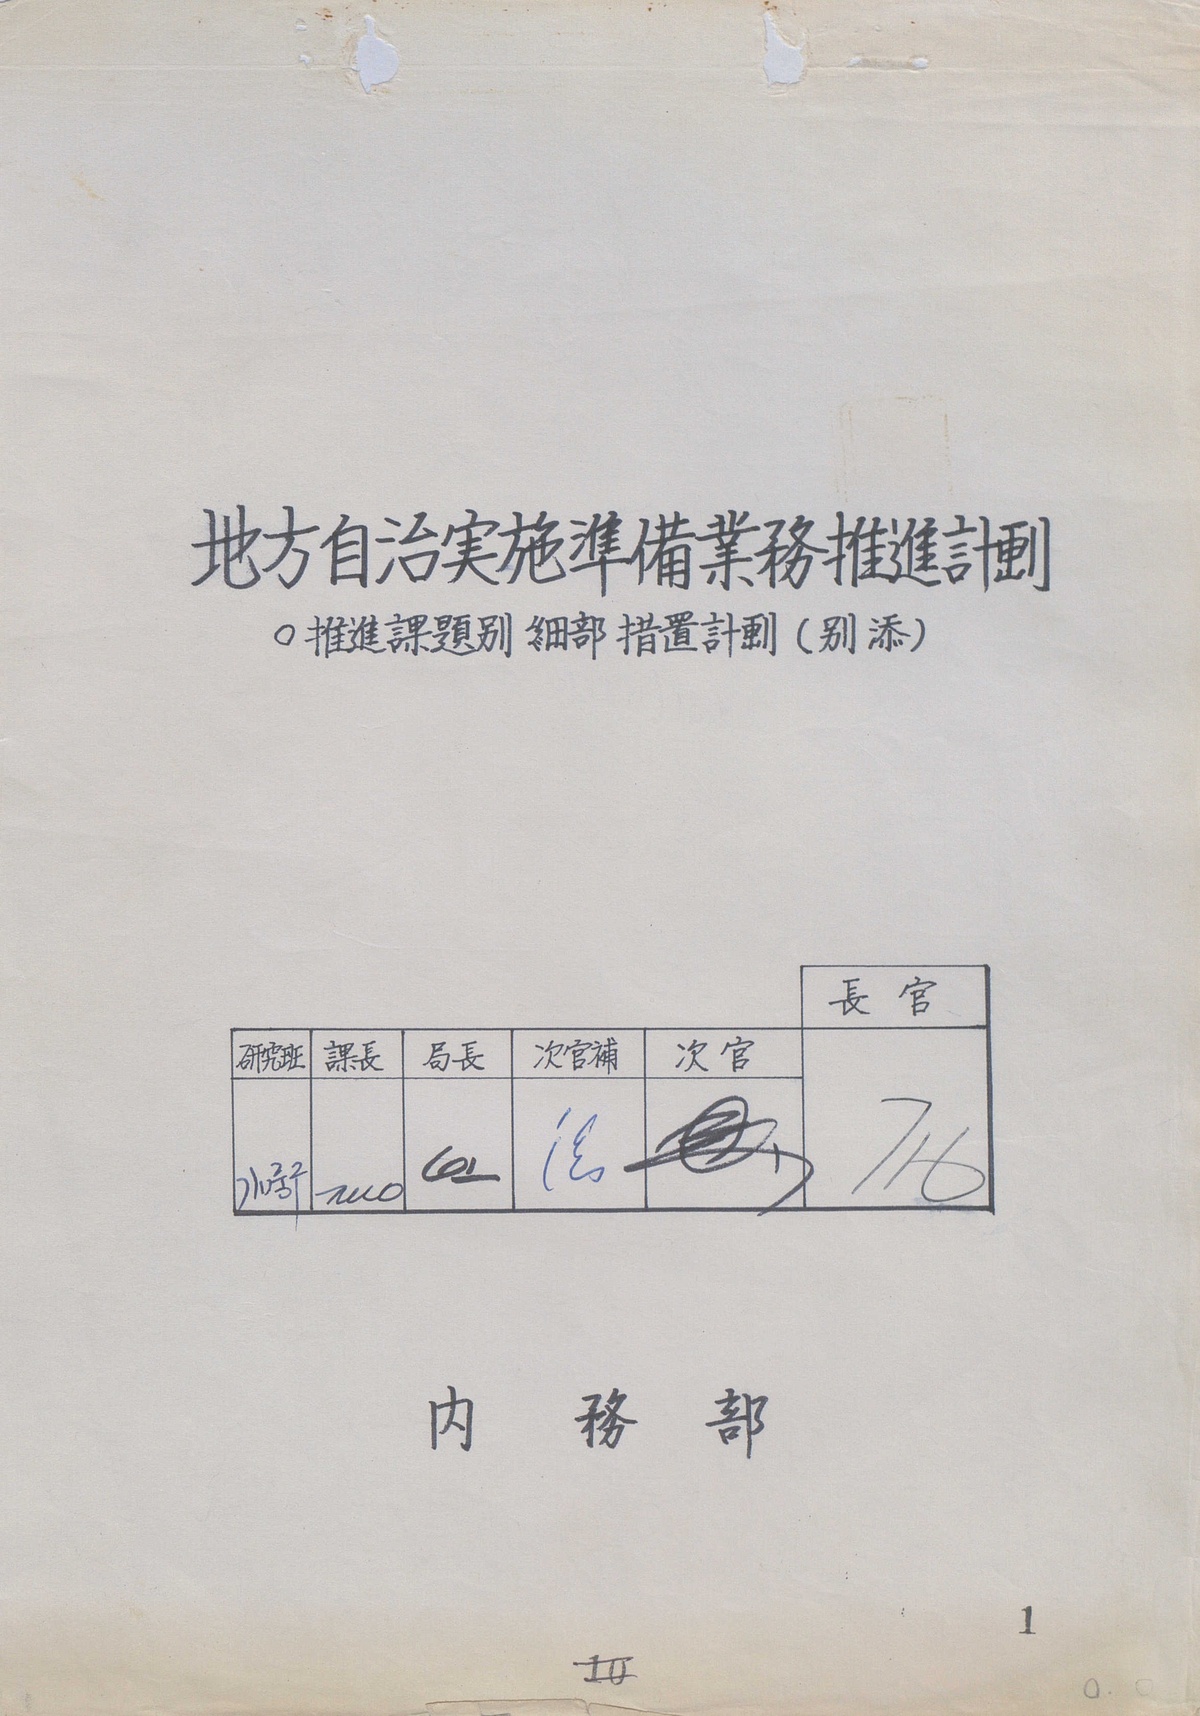 地方自治実施準備業務推進計劃
○推進課題別 細部 措置計劃 (別添)
長官
研究班 課長 局長 次官補 次官
内務部
1
10